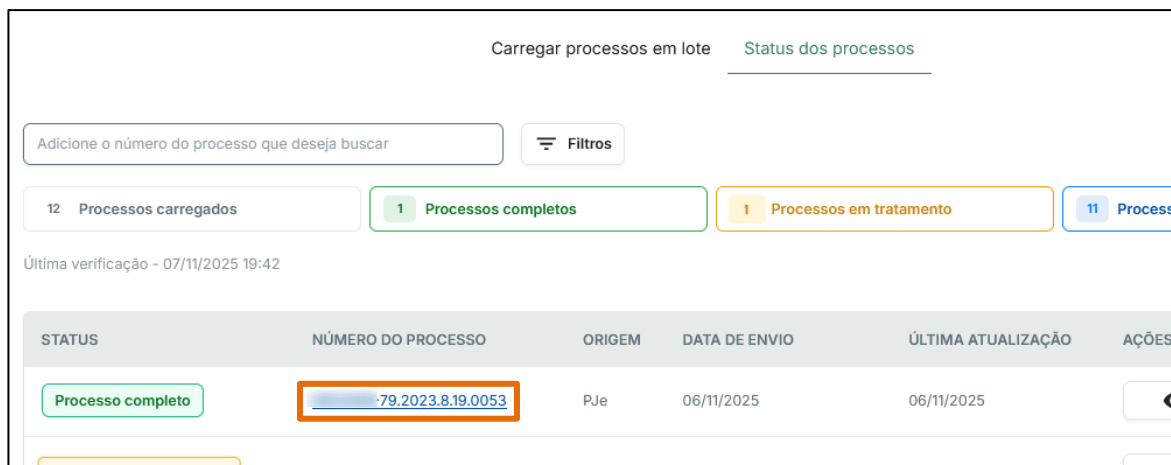 Carregar processos em lote Status dos processos
Adicione o número do processo que deseja buscar Filtros
12 Processos carregados 1 Processos completos 1 Processos em tratamento 11
Última verificação - 07/11/2025 19:42
STATUS NÚMERO DO PROCESSO ORIGEM DATA DE ENVIO ÚLTIMA ATUALIZAÇÃO AÇÕES
Processo completo -79.2023.8.19.0053 PJe 06/11/2025 06/11/2025